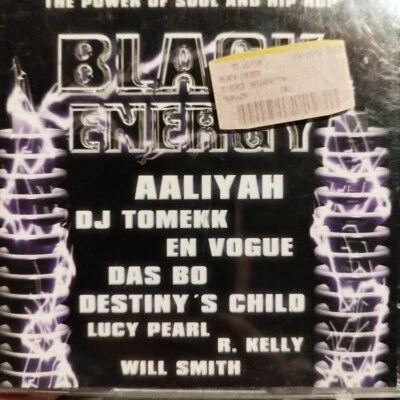 THE POWER OF SOUL AND HIP HOP
BLACK
ENERGY
AALIYAH
DJ TOMEKK
EN VOGUE
DAS BO
DESTINY´S CHILD
LUCY PEARL
R. KELLY
WILL SMITH